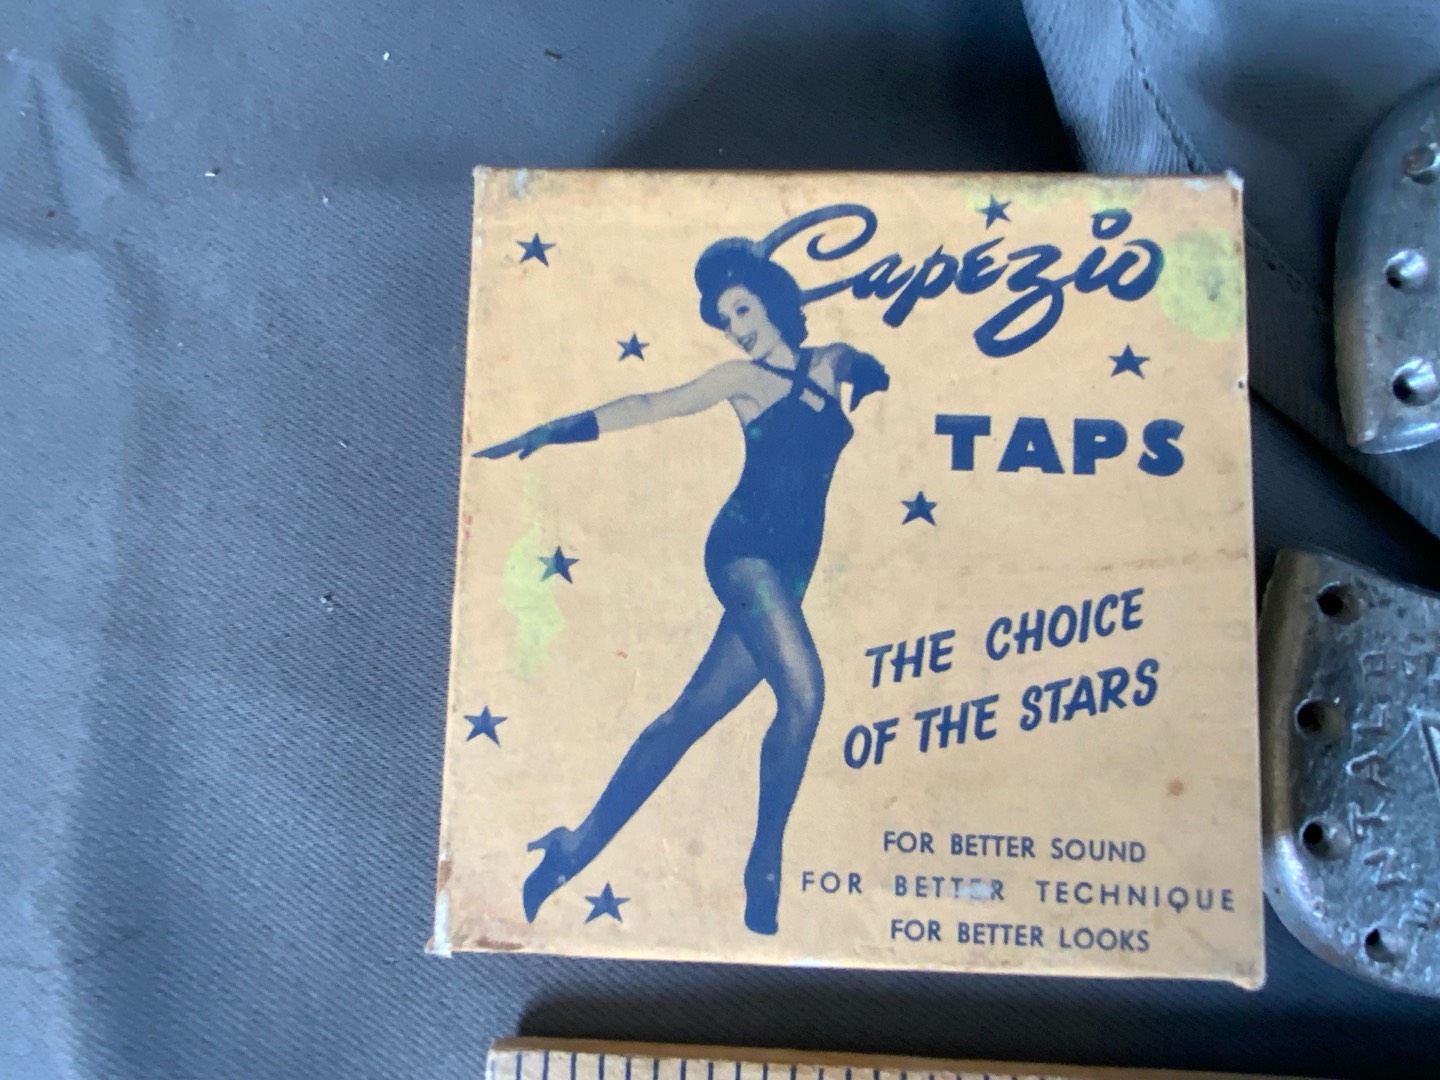 Capezio
TAPS
THE CHOICE
OF THE STARS
FOR BETTER SOUND
FOR BETTER TECHNIQUE
FOR BETTER LOOKS